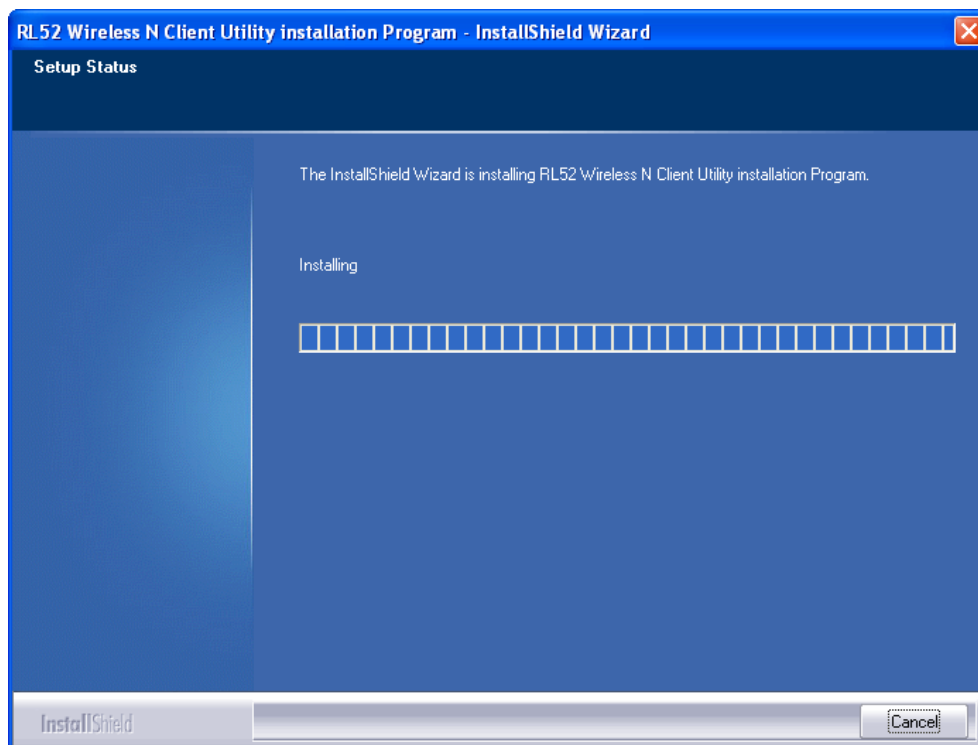 RL52 Wireless N Client Utility installation Program - InstallShield Wizard
Setup Status
The InstallShield Wizard is installing RL52 Wireless N Client Utility installation Program.
Installing
InstallShield
Cancel